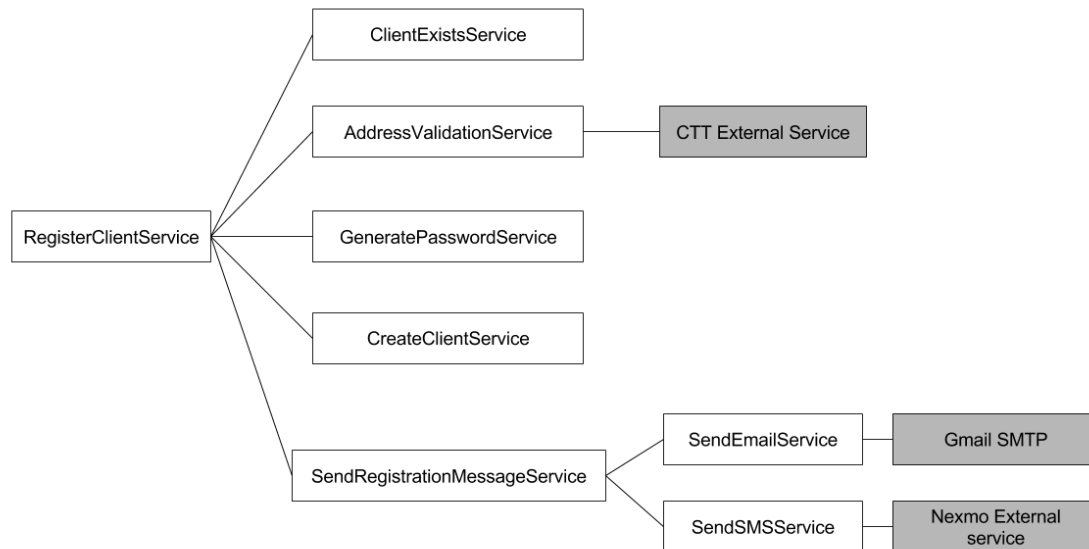 ClientExistsService
AddressValidationService
CTT External Service
RegisterClientService
GeneratePasswordService
CreateClientService
SendRegistrationMessageService
SendEmailService
Gmail SMTP
SendSMSService
Nexmo External
service